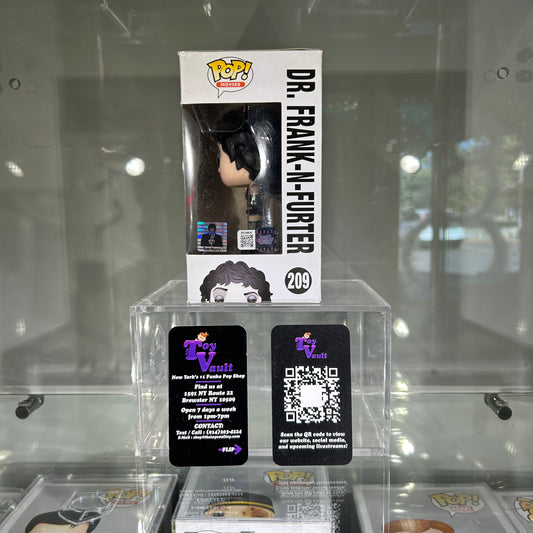 POP!
MOVIES
DR. FRANK-N-FURTER
209
Toy
Vault
New York's #1 Funko Pop Shop
Find us at
1501 NY Route 22
Brewster NY 10509
Open 7 days a week
from 1pm-7pm
CONTACT:
FLIP
Toy
Vault
Scan the QR code to view
our website, social media,
and upcoming livestreams!
POP!
POP!
POP!